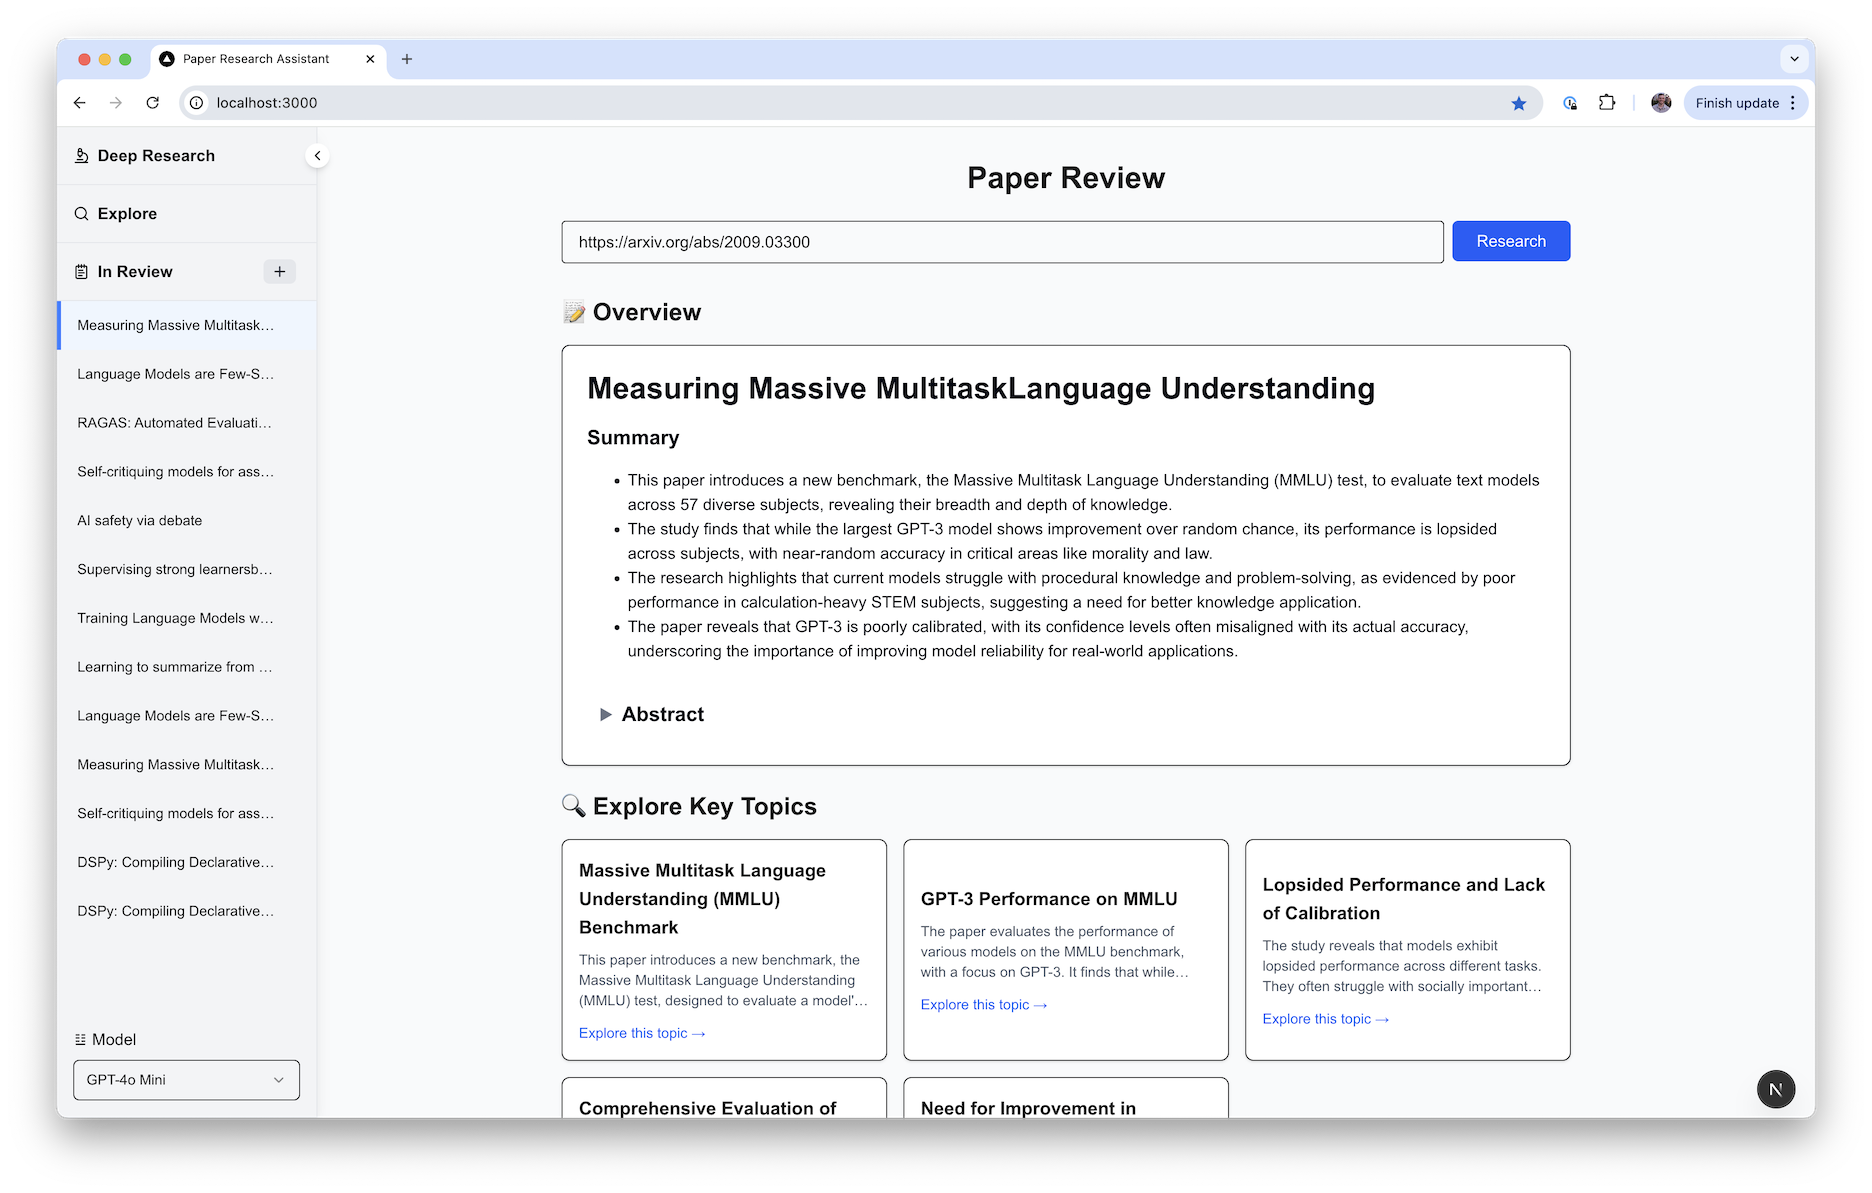 Paper Research Assistant
localhost:3000
Finish update
Deep Research
Explore
In Review
Measuring Massive Multitask...
Language Models are Few-S...
RAGAS: Automated Evaluati...
Self-critiquing models for ass...
AI safety via debate
Supervising strong learnersb...
Training Language Models w...
Learning to summarize from ...
Language Models are Few-S...
Measuring Massive Multitask...
Self-critiquing models for ass...
DSPy: Compiling Declarative...
DSPy: Compiling Declarative...
Model
GPT-4o Mini
Paper Review
https://arxiv.org/abs/2009.03300
Research
📝 Overview
Measuring Massive MultitaskLanguage Understanding
Summary
• This paper introduces a new benchmark, the Massive Multitask Language Understanding (MMLU) test, to evaluate text models
across 57 diverse subjects, revealing their breadth and depth of knowledge.
• The study finds that while the largest GPT-3 model shows improvement over random chance, its performance is lopsided
across subjects, with near-random accuracy in critical areas like morality and law.
• The research highlights that current models struggle with procedural knowledge and problem-solving, as evidenced by poor
performance in calculation-heavy STEM subjects, suggesting a need for better knowledge application.
• The paper reveals that GPT-3 is poorly calibrated, with its confidence levels often misaligned with its actual accuracy,
underscoring the importance of improving model reliability for real-world applications.
▶ Abstract
🔍 Explore Key Topics
Massive Multitask Language
Understanding (MMLU)
Benchmark
This paper introduces a new benchmark, the
Massive Multitask Language Understanding
(MMLU) test, designed to evaluate a model'...
Explore this topic →
GPT-3 Performance on MMLU
The paper evaluates the performance of
various models on the MMLU benchmark,
with a focus on GPT-3. It finds that while...
Explore this topic →
Lopsided Performance and Lack
of Calibration
The study reveals that models exhibit
lopsided performance across different tasks.
They often struggle with socially important...
Explore this topic →
Comprehensive Evaluation of
Need for Improvement in
N